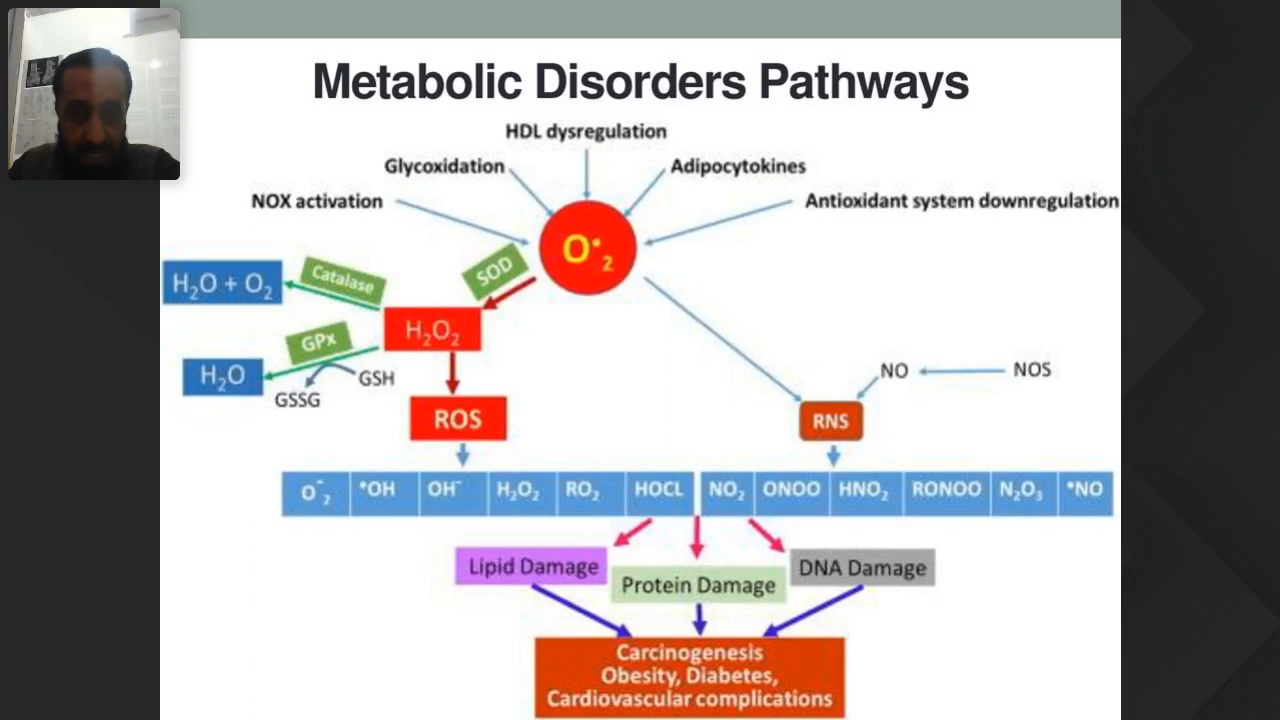 Metabolic Disorders Pathways
HDL dysregulation
Glycoxidation
Adipocytokines
NOX activation
Antioxidant system downregulation
O•₂
SOD
Catalase
H₂O + O₂
H₂O₂
GPx
H₂O
GSH
GSSG
NO
NOS
ROS
RNS
O⁻₂ •OH OH⁻ H₂O₂ RO₂ HOCL NO₂ ONOO HNO₂ RONOO N₂O₃ •NO
Lipid Damage
Protein Damage
DNA Damage
Carcinogenesis
Obesity, Diabetes,
Cardiovascular complications